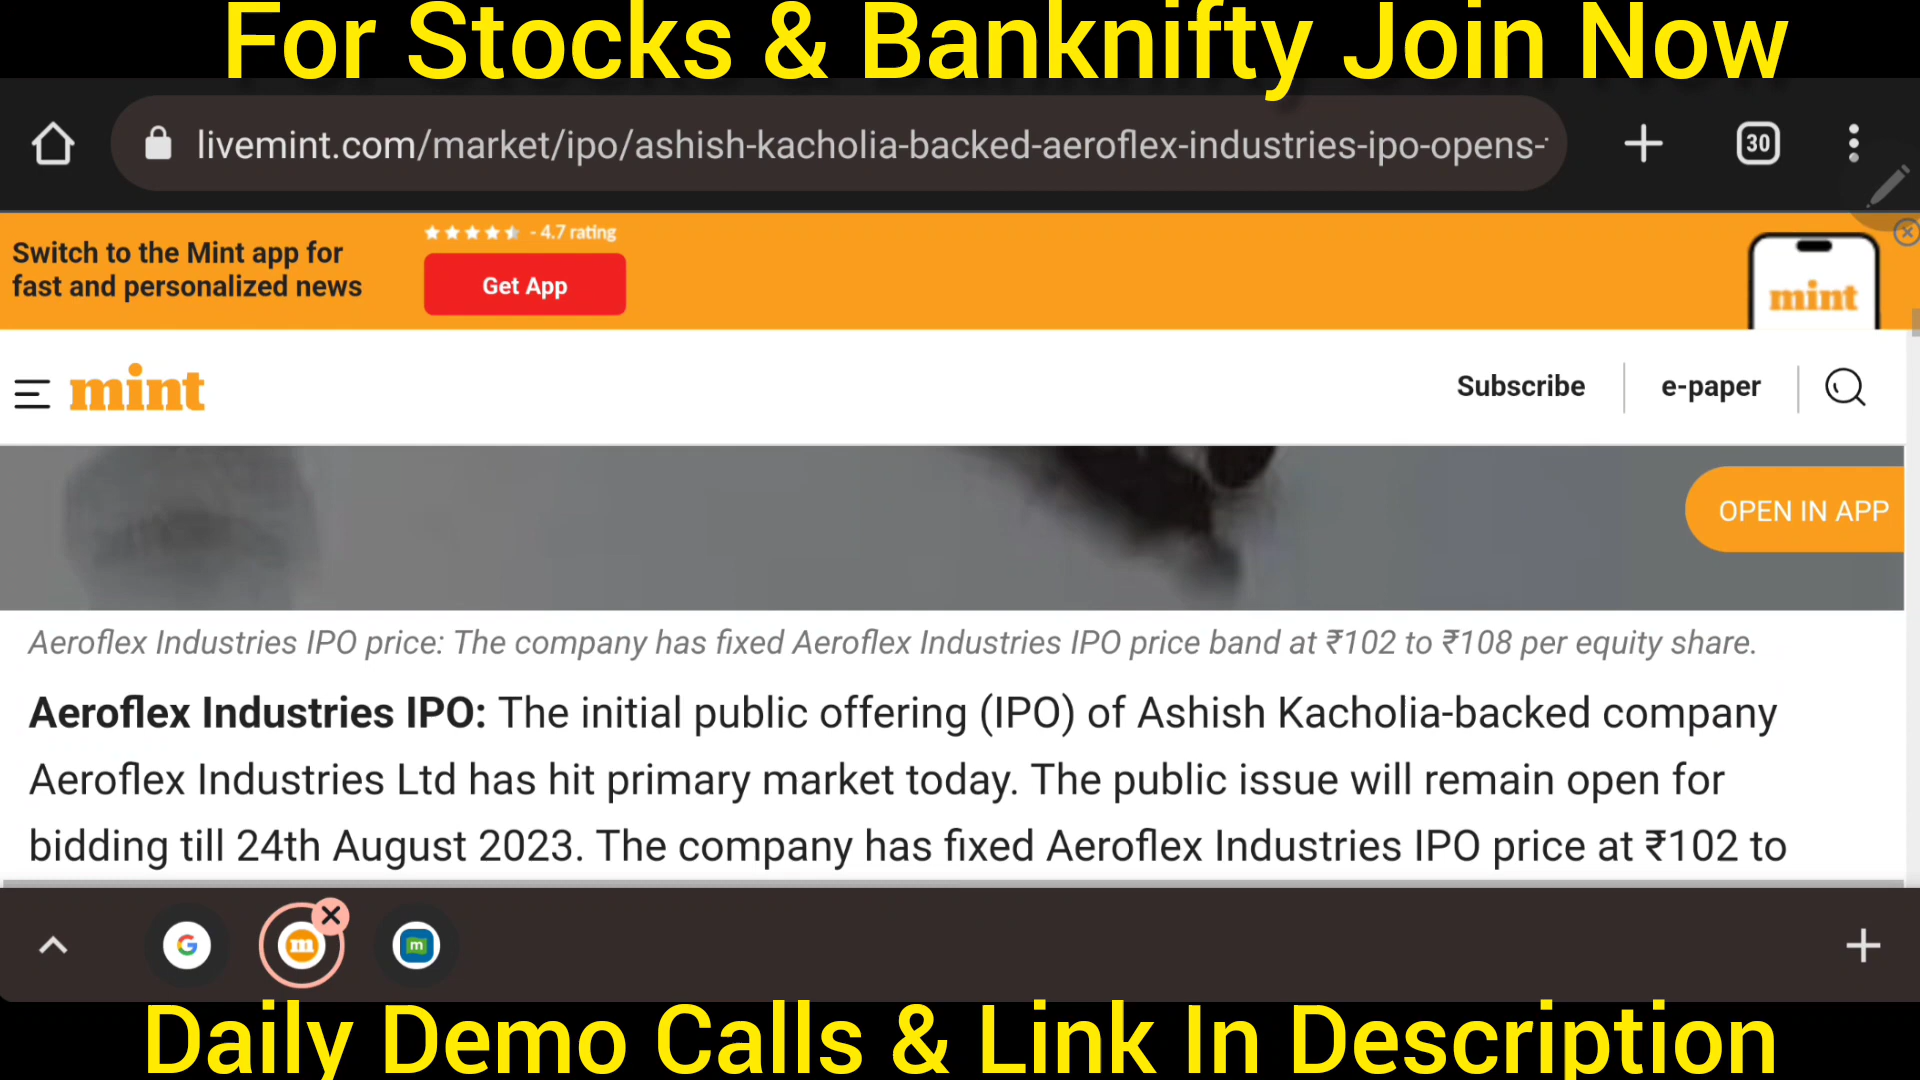 For Stocks & Banknifty Join Now
livemint.com/market/ipo/ashish-kacholia-backed-aeroflex-industries-ipo-opens-
30
Switch to the Mint app for
fast and personalized news
- 4.7 rating
Get App
mint
mint
Subscribe
e-paper
OPEN IN APP
Aeroflex Industries IPO price: The company has fixed Aeroflex Industries IPO price band at ₹102 to ₹108 per equity share.
Aeroflex Industries IPO: The initial public offering (IPO) of Ashish Kacholia-backed company
Aeroflex Industries Ltd has hit primary market today. The public issue will remain open for
bidding till 24th August 2023. The company has fixed Aeroflex Industries IPO price at ₹102 to
G
m
m
Daily Demo Calls & Link In Description